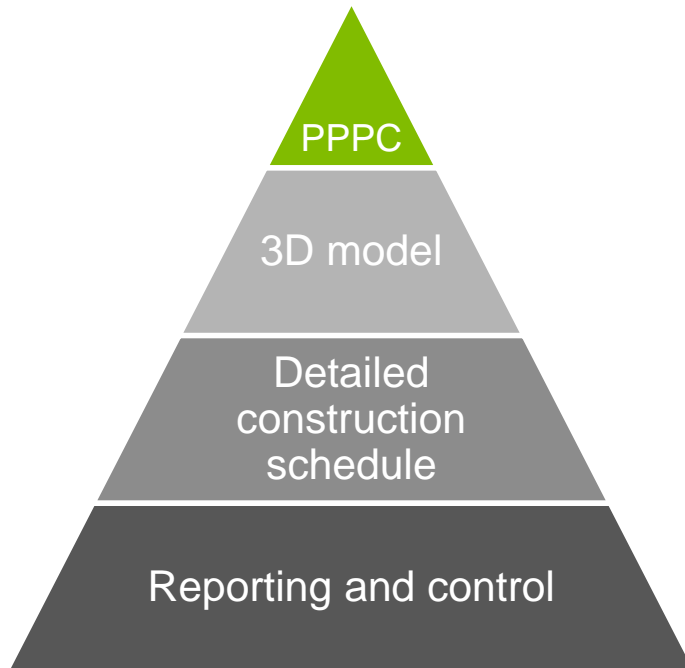 PPPC
3D model
Detailed
construction
schedule
Reporting and control